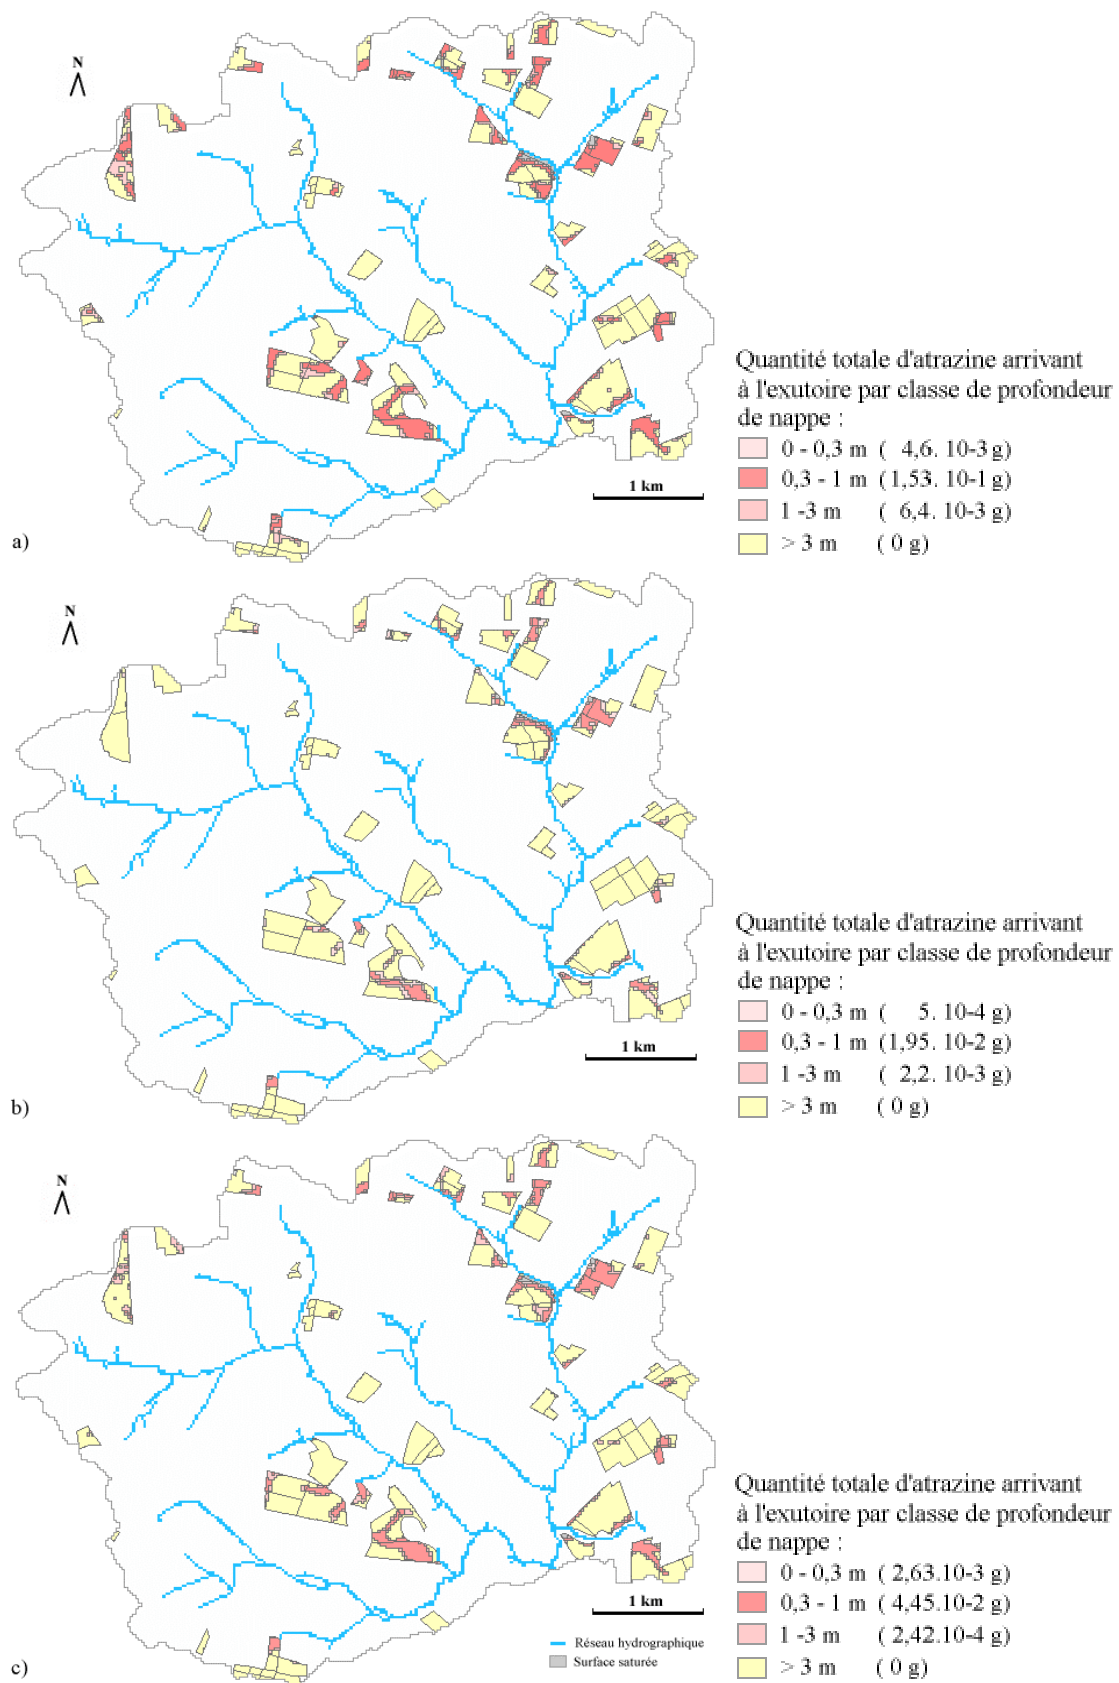 N
Quantité totale d'atrazine arrivant
à l'exutoire par classe de profondeur
de nappe :
0 - 0,3 m ( 4,6. 10-3 g)
0,3 - 1 m (1,53. 10-1 g)
1 -3 m ( 6,4. 10-3 g)
> 3 m ( 0 g)
1 km
a)
N
Quantité totale d'atrazine arrivant
à l'exutoire par classe de profondeur
de nappe :
0 - 0,3 m ( 5. 10-4 g)
0,3 - 1 m (1,95. 10-2 g)
1 -3 m ( 2,2. 10-3 g)
> 3 m ( 0 g)
1 km
b)
N
Quantité totale d'atrazine arrivant
à l'exutoire par classe de profondeur
de nappe :
0 - 0,3 m ( 2,63.10-3 g)
0,3 - 1 m ( 4,45.10-2 g)
1 -3 m ( 2,42.10-4 g)
> 3 m ( 0 g)
1 km
Réseau hydrographique
Surface saturée
c)